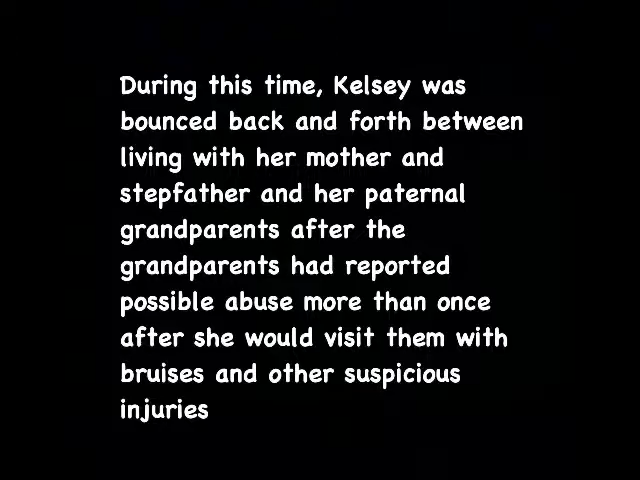 During this time, Kelsey was
bounced back and forth between
living with her mother and
stepfather and her paternal
grandparents after the
grandparents had reported
possible abuse more than once
after she would visit them with
bruises and other suspicious
injuries